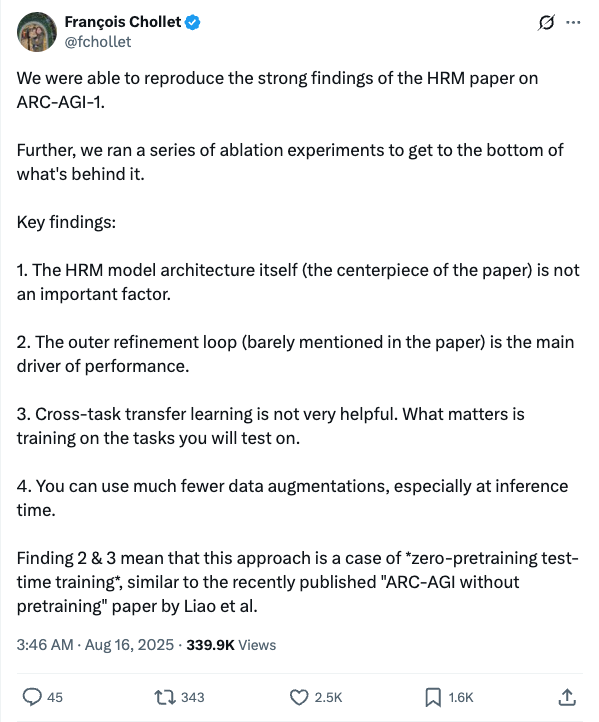 François Chollet
@fchollet
We were able to reproduce the strong findings of the HRM paper on
ARC-AGI-1.
Further, we ran a series of ablation experiments to get to the bottom of
what's behind it.
Key findings:
1. The HRM model architecture itself (the centerpiece of the paper) is not
an important factor.
2. The outer refinement loop (barely mentioned in the paper) is the main
driver of performance.
3. Cross-task transfer learning is not very helpful. What matters is
training on the tasks you will test on.
4. You can use much fewer data augmentations, especially at inference
time.
Finding 2 & 3 mean that this approach is a case of *zero-pretraining test-
time training*, similar to the recently published "ARC-AGI without
pretraining" paper by Liao et al.
3:46 AM · Aug 16, 2025 · 339.9K Views
45 343 2.5K 1.6K